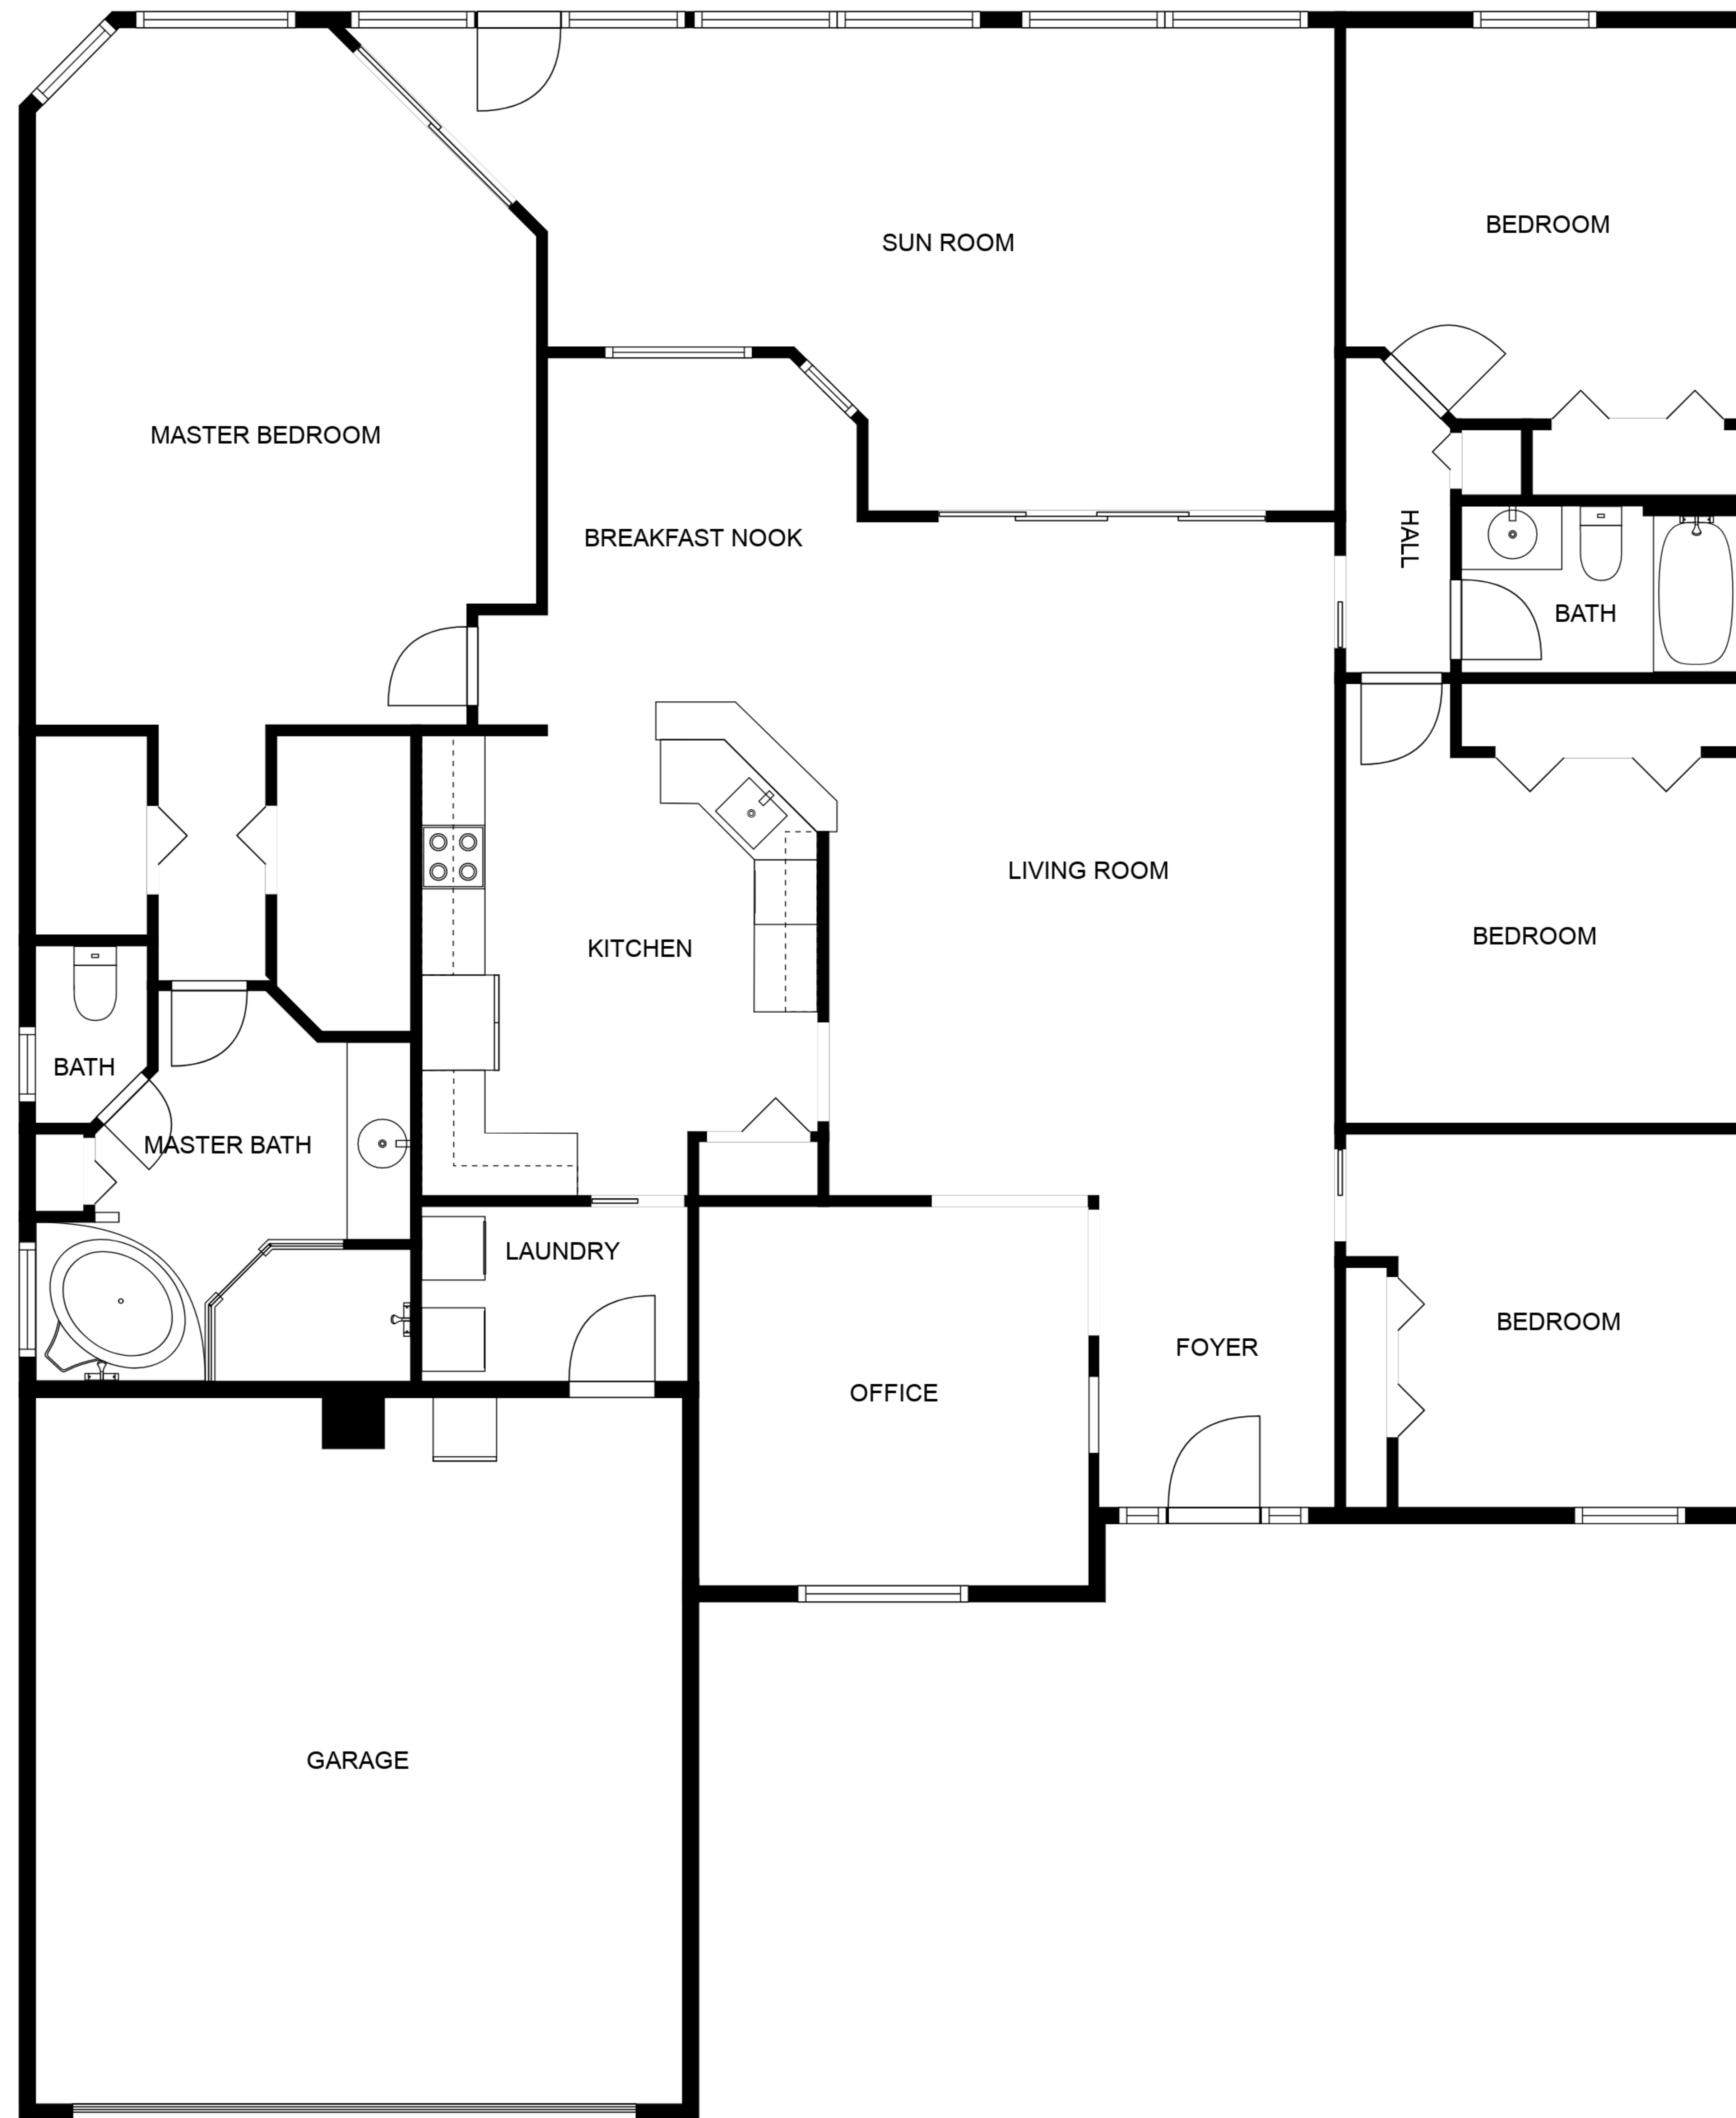 BEDROOM
SUN ROOM
MASTER BEDROOM
BREAKFAST NOOK
HALL
BATH
LIVING ROOM
BEDROOM
KITCHEN
BATH
MASTER BATH
LAUNDRY
BEDROOM
FOYER
OFFICE
GARAGE